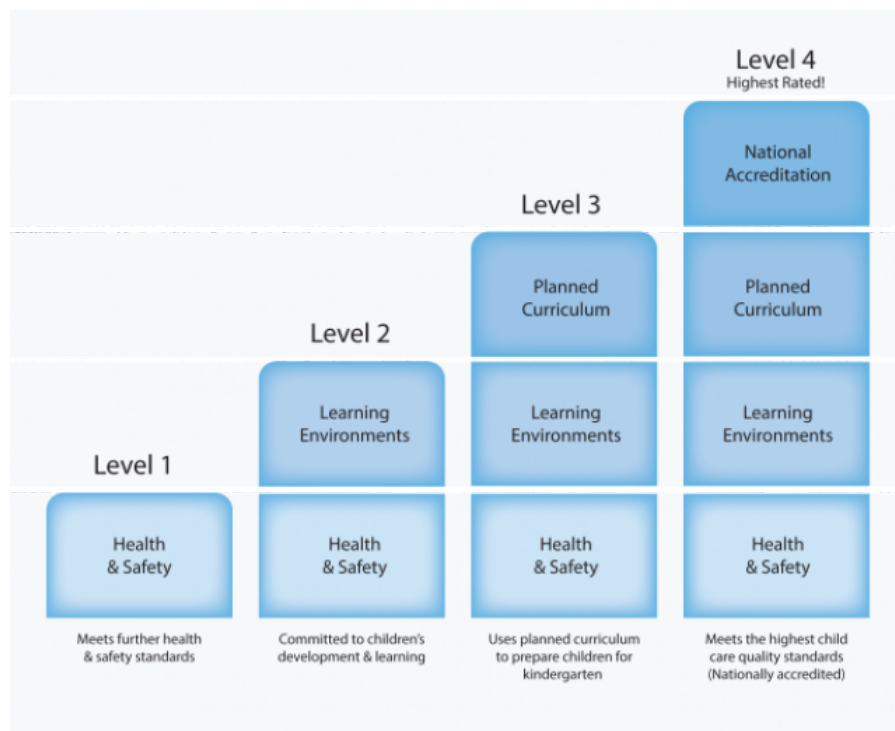 Level 4
Highest Rated!
National
Accreditation
Level 3
Planned
Curriculum
Planned
Curriculum
Level 2
Learning
Environments
Learning
Environments
Learning
Environments
Level 1
Health
& Safety
Health
& Safety
Health
& Safety
Health
& Safety
Meets further health
& safety standards
Committed to children's
development & learning
Uses planned curriculum
to prepare children for
kindergarten
Meets the highest child
care quality standards
(Nationally accredited)